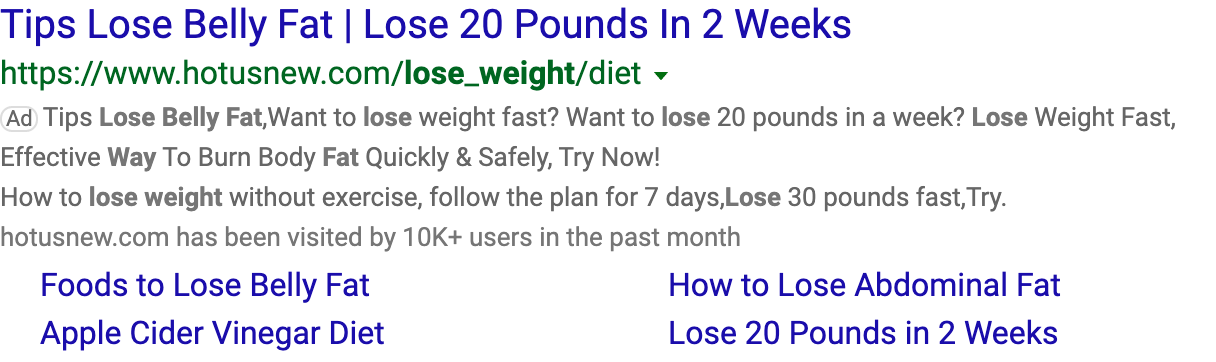 Tips Lose Belly Fat | Lose 20 Pounds In 2 Weeks
https://www.hotusnew.com/lose_weight/diet
Ad Tips Lose Belly Fat,Want to lose weight fast? Want to lose 20 pounds in a week? Lose Weight Fast,
Effective Way To Burn Body Fat Quickly & Safely, Try Now!
How to lose weight without exercise, follow the plan for 7 days,Lose 30 pounds fast,Try.
hotusnew.com has been visited by 10K+ users in the past month
Foods to Lose Belly Fat How to Lose Abdominal Fat
Apple Cider Vinegar Diet Lose 20 Pounds in 2 Weeks